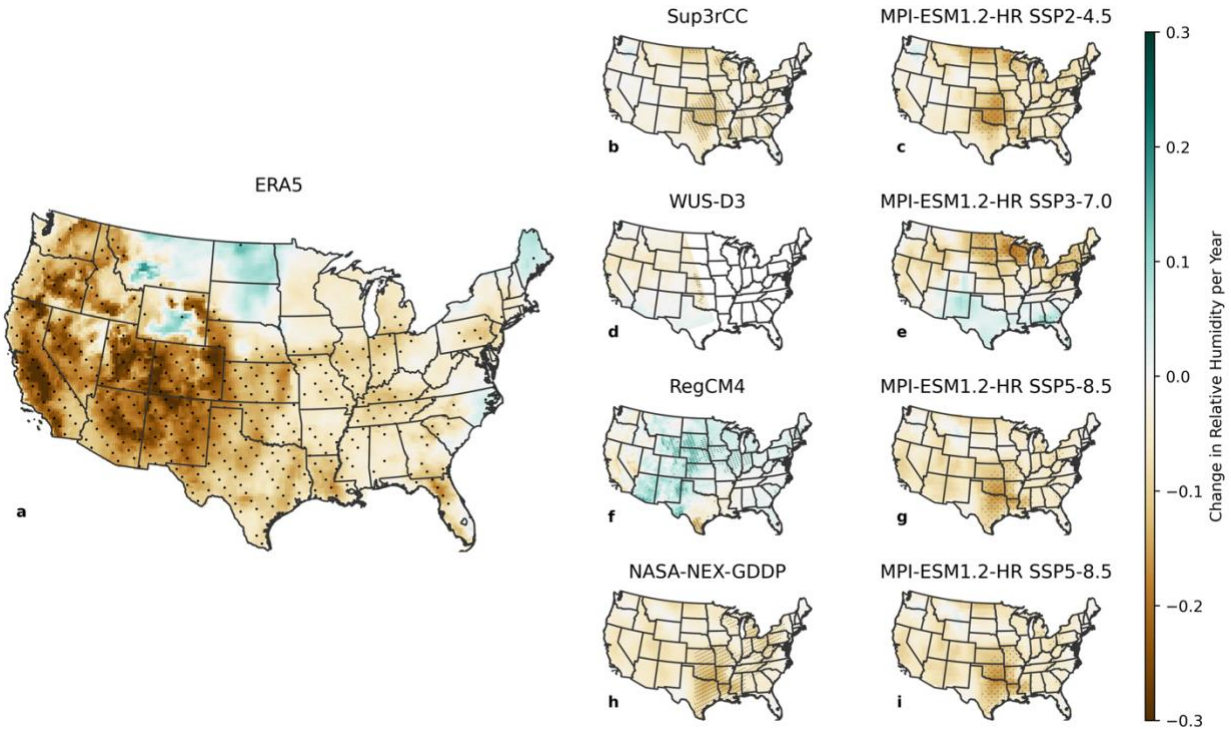 ERA5
a
Sup3rCC
b
MPI-ESM1.2-HR SSP2-4.5
c
WUS-D3
d
MPI-ESM1.2-HR SSP3-7.0
e
RegCM4
f
MPI-ESM1.2-HR SSP5-8.5
g
NASA-NEX-GDDP
h
MPI-ESM1.2-HR SSP5-8.5
i
0.3
0.2
0.1
0.0
−0.1
−0.2
−0.3
Change in Relative Humidity per Year